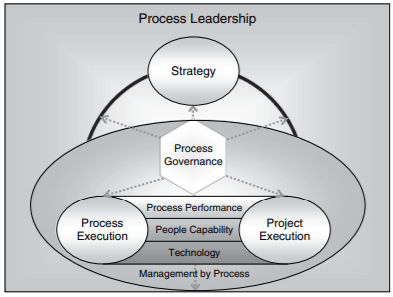 Process Leadership
Strategy
Process
Governance
Process Performance
Process
Execution
People Capability
Project
Execution
Technology
Management by Process